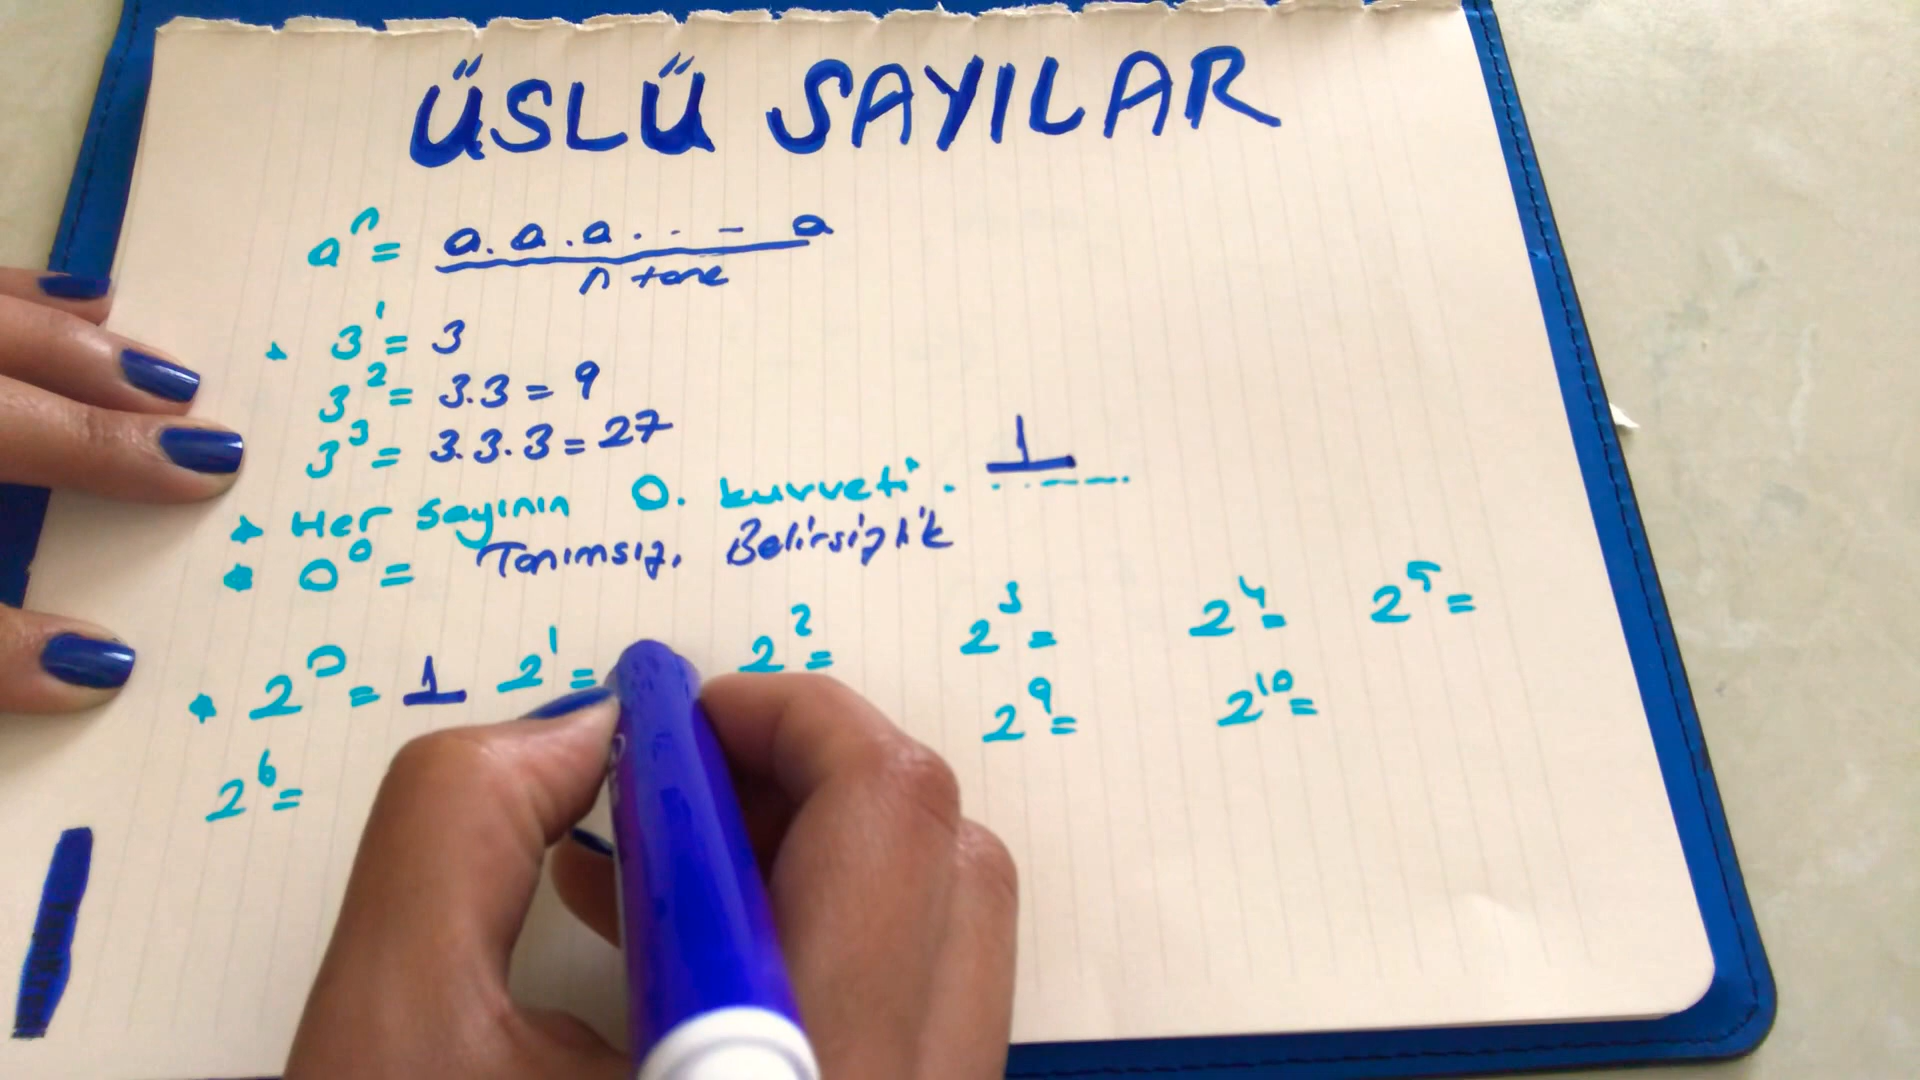 ÜSLÜ SAYILAR
aⁿ = a.a.a. . . - a
n tane
3¹ = 3
3² = 3.3 = 9
3³ = 3.3.3 = 27
Her sayının 0. kuvveti . 1
0⁰ = Tanımsız, Belirsizlik
2⁰ = 1 2¹ = 2² = 2³ = 2⁴ = 2⁵ =
2⁶ = 2⁹ = 2¹⁰ =